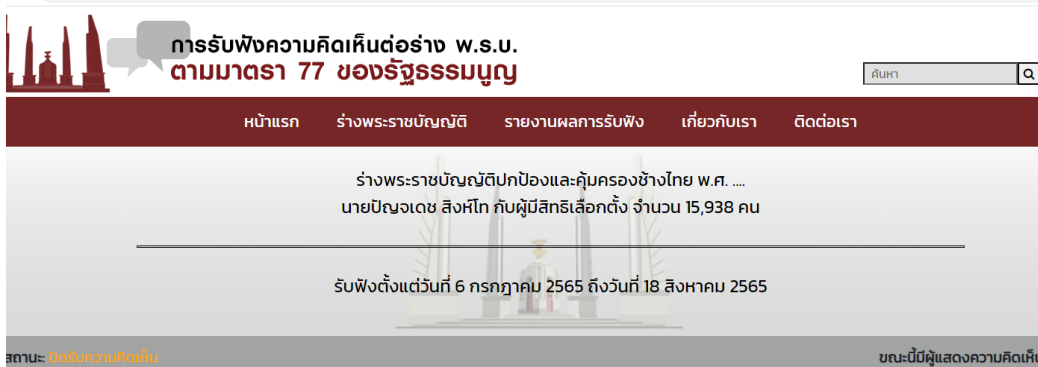 การรับฟังความคิดเห็นต่อร่าง พ.ร.บ.
ตามมาตรา 77 ของรัฐธรรมนูญ
ค้นหา
หน้าแรก ร่างพระราชบัญญัติ รายงานผลการรับฟัง เกี่ยวกับเรา ติดต่อเรา
ร่างพระราชบัญญัติปกป้องและคุ้มครองช้างไทย พ.ศ. ....
นายปัญจเดช สิงห์โท กับผู้มีสิทธิเลือกตั้ง จำนวน 15,938 คน
รับฟังตั้งแต่วันที่ 6 กรกฎาคม 2565 ถึงวันที่ 18 สิงหาคม 2565
สถานะ: ปิดรับความคิดเห็น ขณะนี้มีผู้แสดงความคิดเห็น